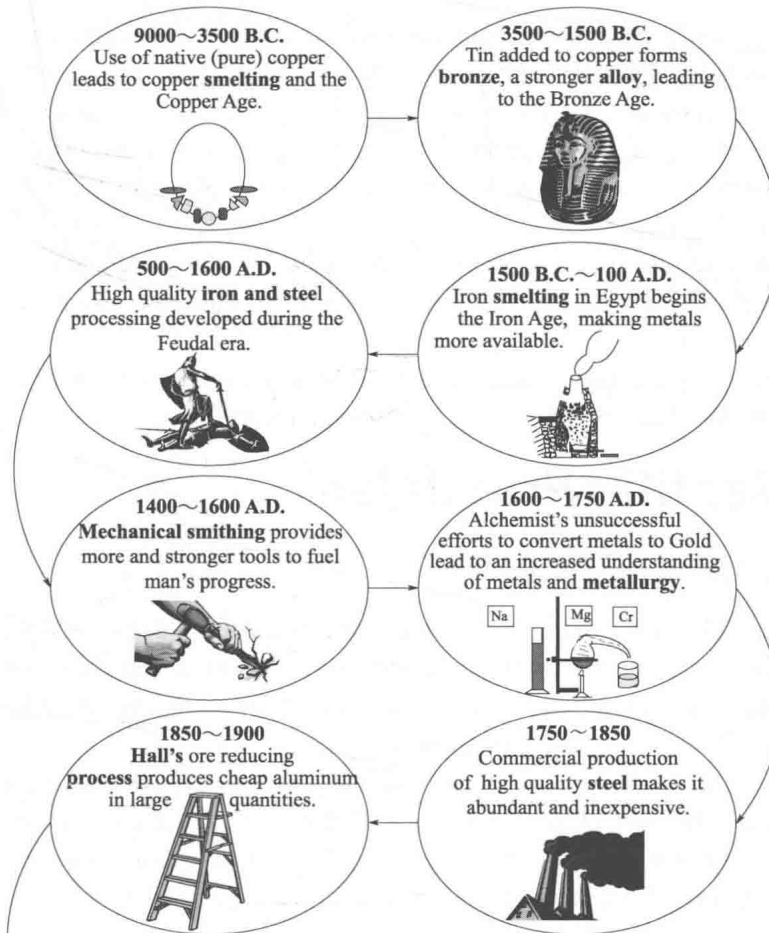 9000～3500 B.C.
Use of native (pure) copper
leads to copper smelting and the
Copper Age.
3500～1500 B.C.
Tin added to copper forms
bronze, a stronger alloy, leading
to the Bronze Age.
1500 B.C.～100 A.D.
Iron smelting in Egypt begins
the Iron Age, making metals
more available.
500～1600 A.D.
High quality iron and steel
processing developed during the
Feudal era.
1400～1600 A.D.
Mechanical smithing provides
more and stronger tools to fuel
man's progress.
1600～1750 A.D.
Alchemist's unsuccessful
efforts to convert metals to Gold
lead to an increased understanding
of metals and metallurgy.
Na Mg Cr
1750～1850
Commercial production
of high quality steel makes it
abundant and inexpensive.
1850～1900
Hall's ore reducing
process produces cheap aluminum
in large quantities.